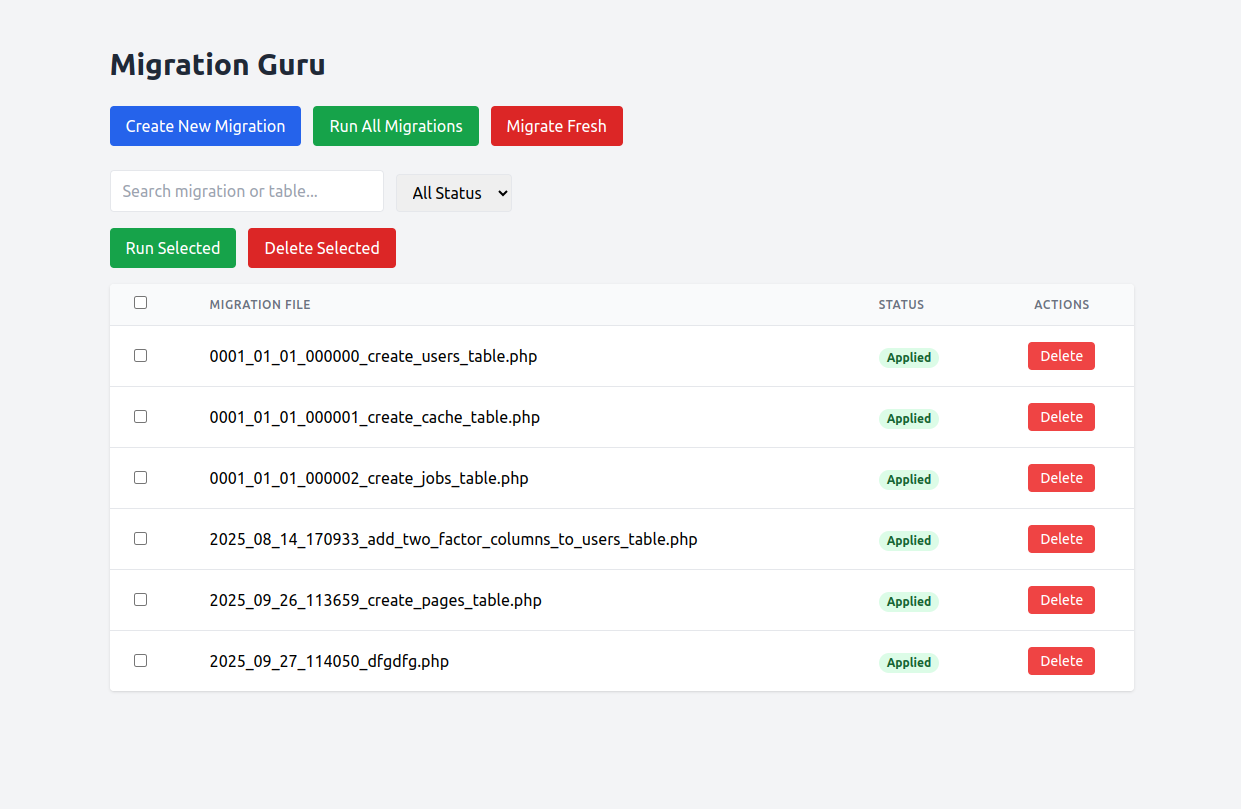 Migration Guru
Create New Migration Run All Migrations Migrate Fresh
Search migration or table... All Status
Run Selected Delete Selected
MIGRATION FILE STATUS ACTIONS
0001_01_01_000000_create_users_table.php Applied Delete
0001_01_01_000001_create_cache_table.php Applied Delete
0001_01_01_000002_create_jobs_table.php Applied Delete
2025_08_14_170933_add_two_factor_columns_to_users_table.php Applied Delete
2025_09_26_113659_create_pages_table.php Applied Delete
2025_09_27_114050_dfgdfg.php Applied Delete